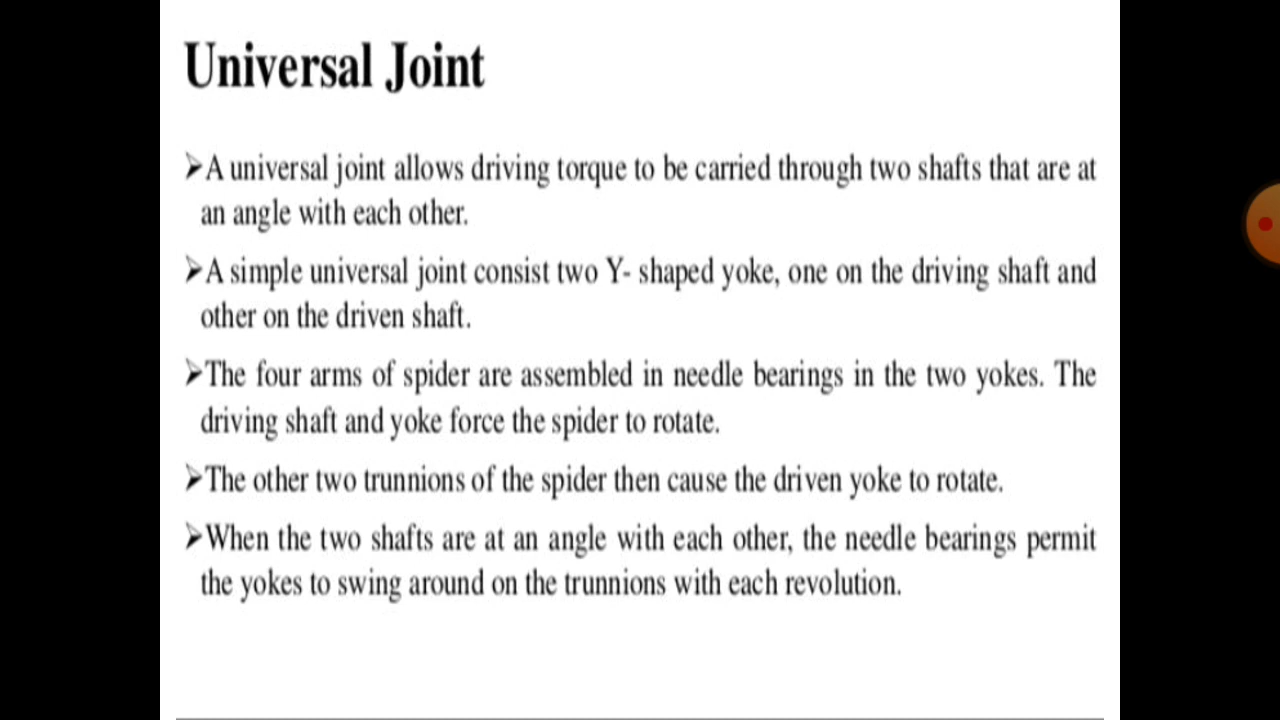 Universal Joint
➤A universal joint allows driving torque to be carried through two shafts that are at
an angle with each other.
➤A simple universal joint consist two Y- shaped yoke, one on the driving shaft and
other on the driven shaft.
➤The four arms of spider are assembled in needle bearings in the two yokes. The
driving shaft and yoke force the spider to rotate.
➤The other two trunnions of the spider then cause the driven yoke to rotate.
➤When the two shafts are at an angle with each other, the needle bearings permit
the yokes to swing around on the trunnions with each revolution.